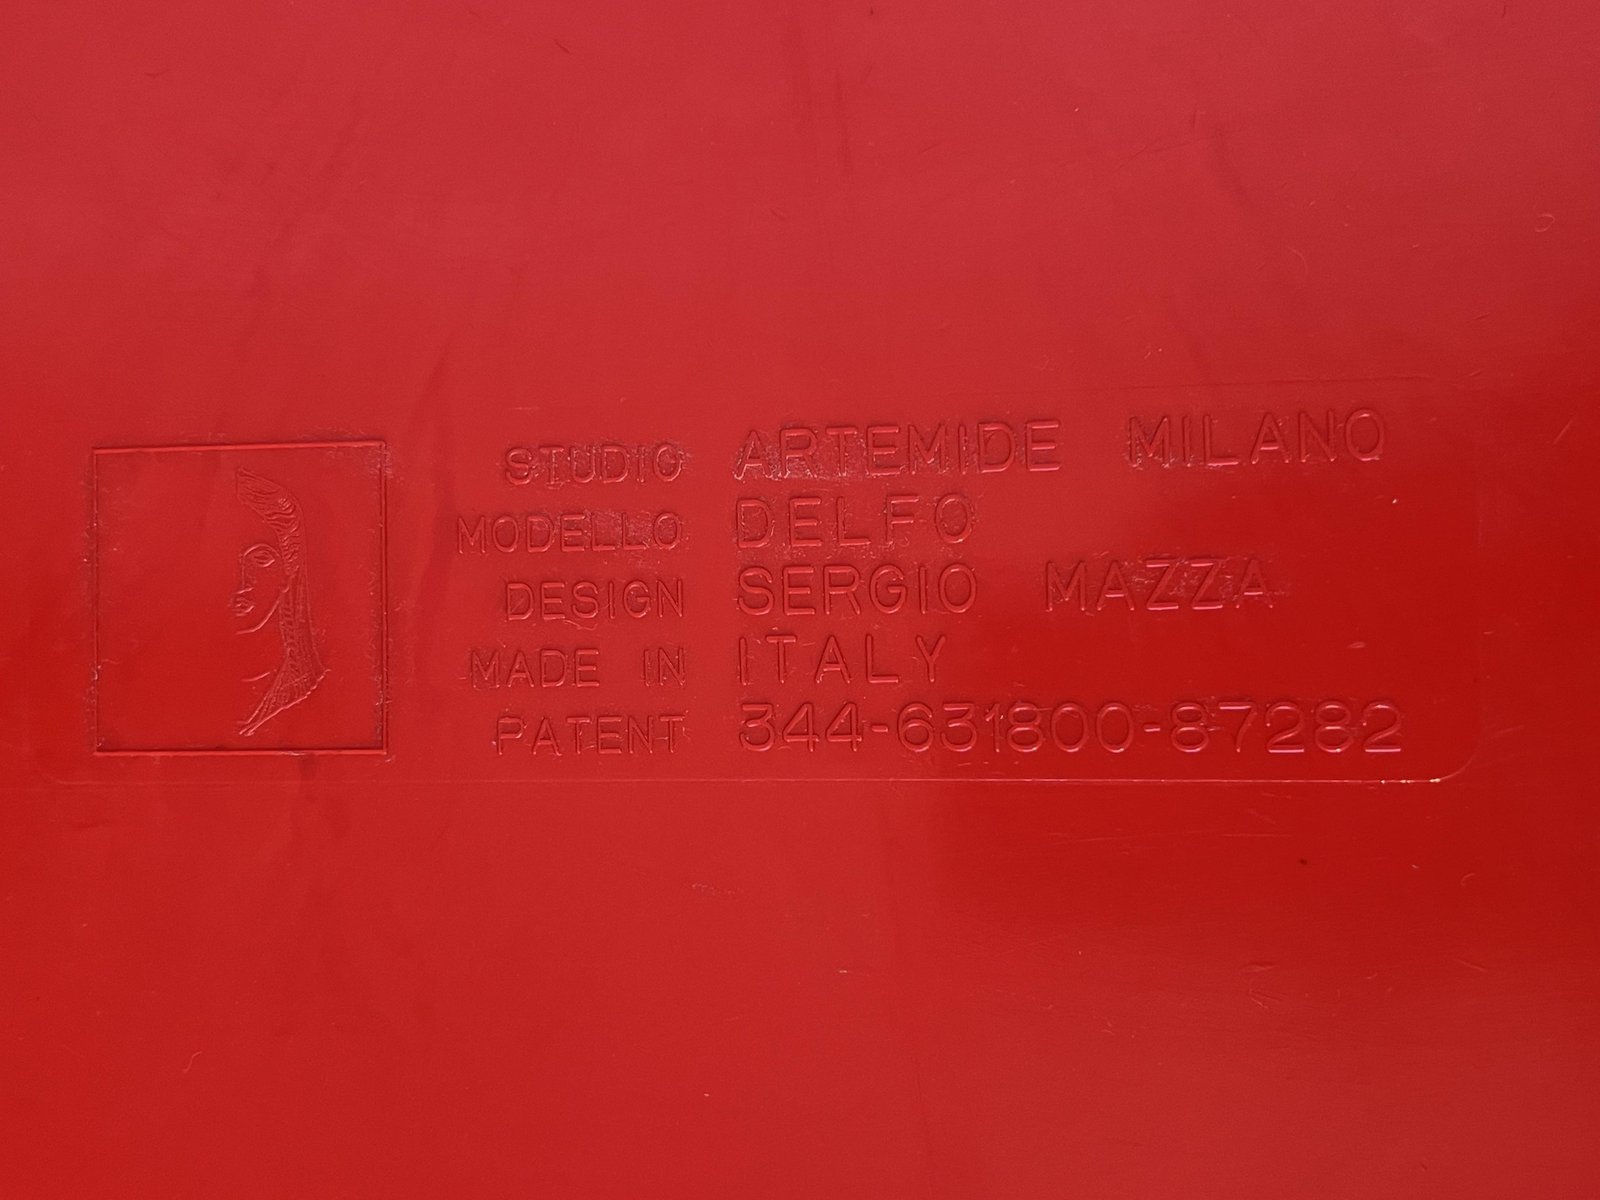 STUDIO ARTEMIDE MILANO
MODELLO DELFO
DESIGN SERGIO MAZZA
MADE IN ITALY
PATENT 344-631800-87282